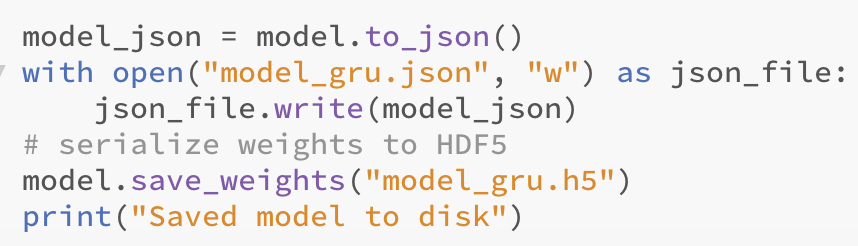 model_json = model.to_json()
with open("model_gru.json", "w") as json_file:
    json_file.write(model_json)
# serialize weights to HDF5
model.save_weights("model_gru.h5")
print("Saved model to disk")